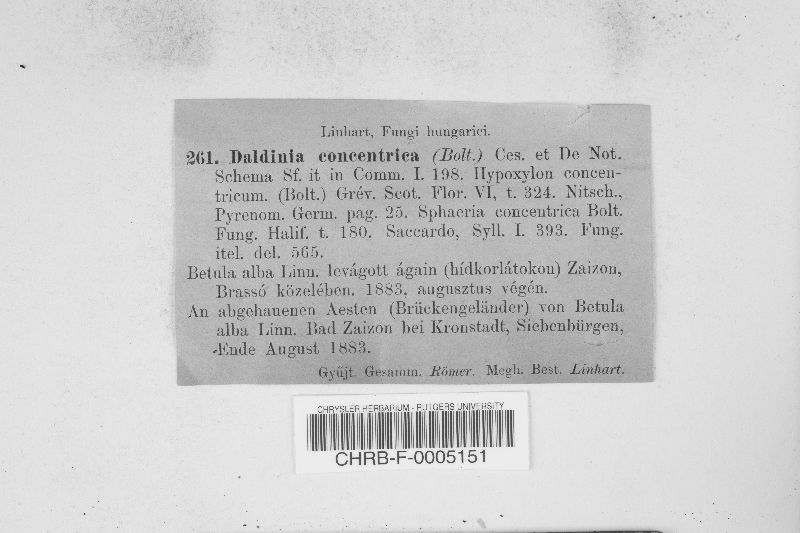 Linhart, Fungi hungarici.
261. Daldinia concentrica (Bolt.) Ces. et De Not.
Schema Sf. it in Comm. I. 198. Hypoxylon concen-
tricum. (Bolt.) Grév. Scot. Flor. VI, t. 324. Nitsch.,
Pyrenom. Germ. pag. 25. Sphaeria concentrica Bolt.
Fung. Halif. t. 180. Saccardo, Syll. I. 393. Fung.
itel. del. 565.
Betula alba Linn. levágott ágain (hídkorlátokon) Zaizon,
Brassó közelében, 1883, augusztus végén.
An abgehauenen Aesten (Brückengeländer) von Betula
alba Linn. Bad Zaizon bei Kronstadt, Siebenbürgen,
Ende August 1883.
Gyűjt. Gesamm. Römer. Megh. Best. Linhart.
CHRYSLER HERBARIUM - RUTGERS UNIVERSITY
CHRB-F-0005151